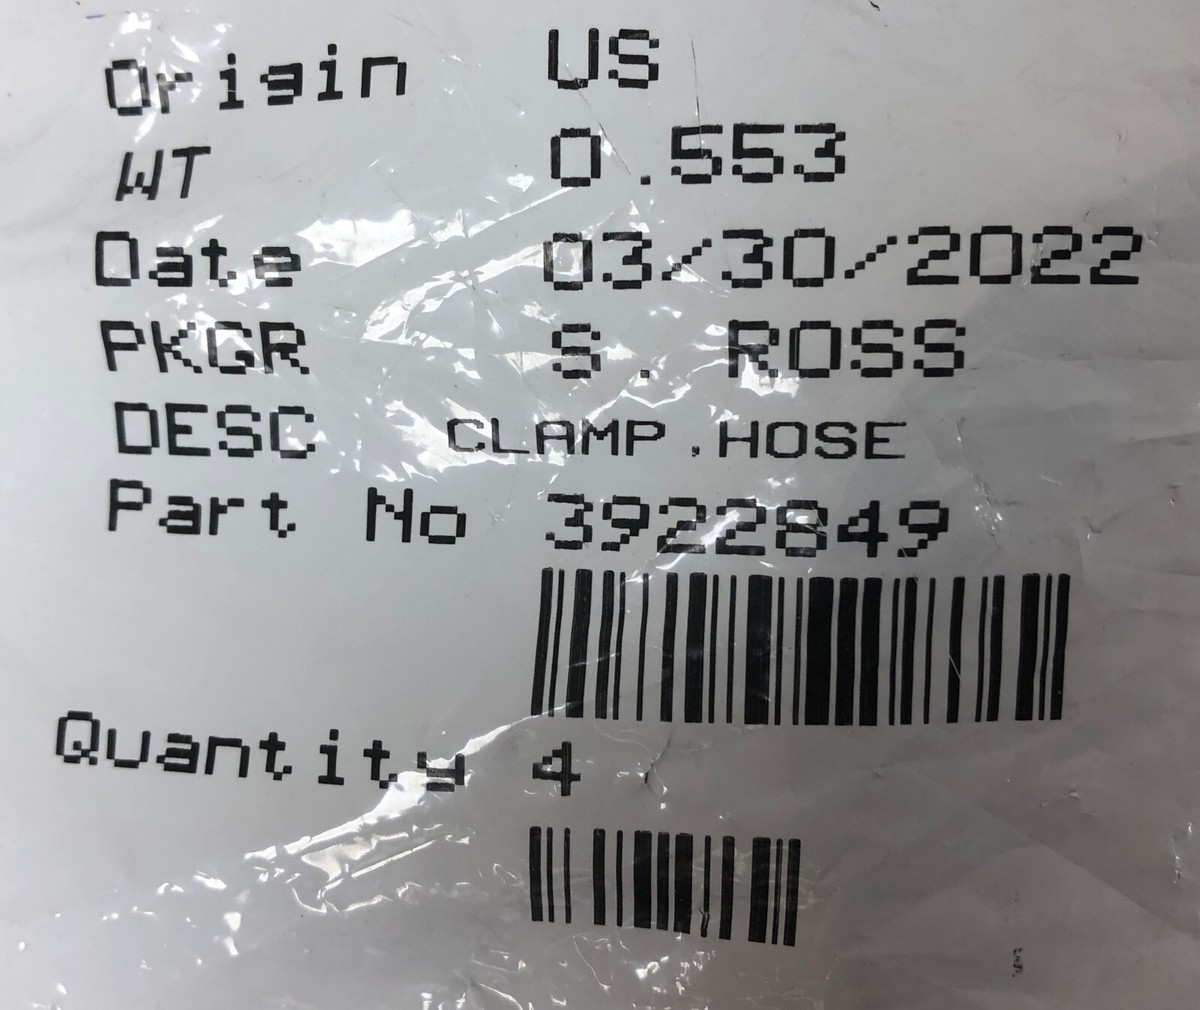 Origin US
WT 0.553
Date 03/30/2022
PKGR S. ROSS
DESC CLAMP,HOSE
Part No 3922849
Quantity 4